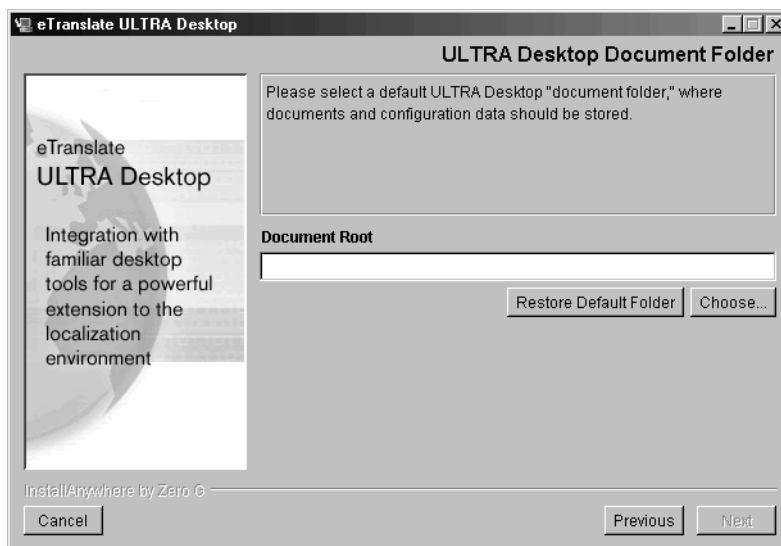 eTranslate ULTRA Desktop
ULTRA Desktop Document Folder
eTranslate
ULTRA Desktop
Integration with
familiar desktop
tools for a powerful
extension to the
localization
environment
Please select a default ULTRA Desktop "document folder," where
documents and configuration data should be stored.
Document Root
Restore Default Folder Choose...
InstallAnywhere by Zero G
Cancel Previous Next